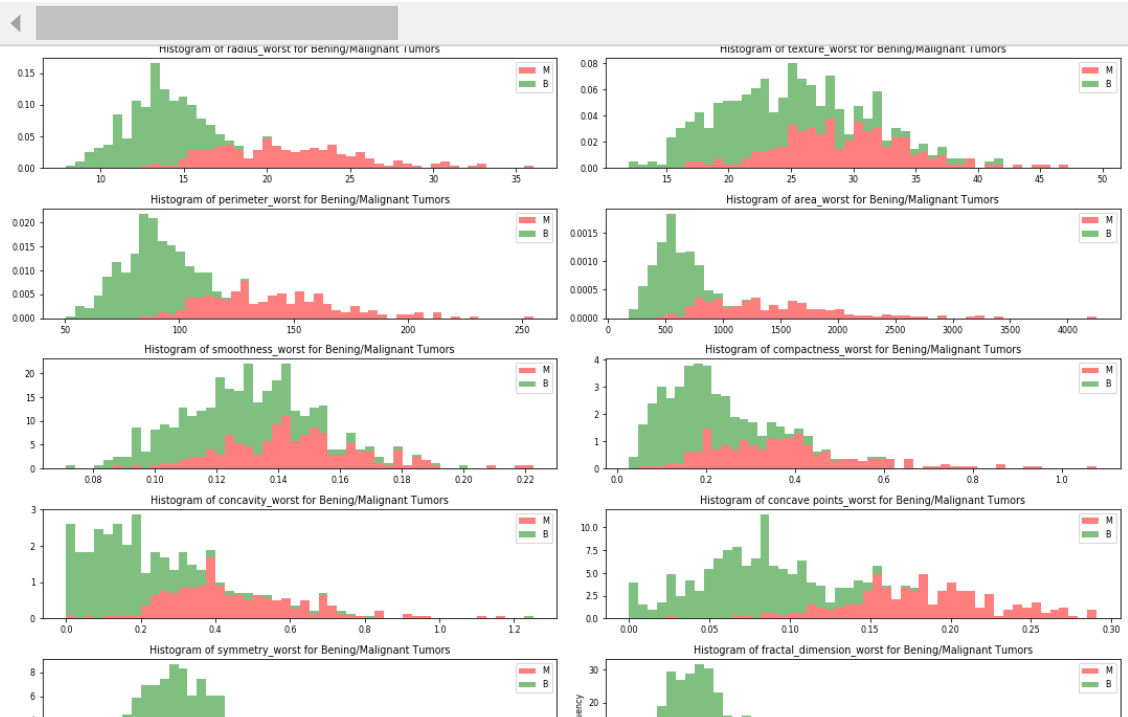 Histogram of radius_worst for Bening/Malignant Tumors
M
B
0.15
0.10
0.05
0.00
10 15 20 25 30 35
Histogram of texture_worst for Bening/Malignant Tumors
M
B
0.08
0.06
0.04
0.02
0.00
15 20 25 30 35 40 45 50
Histogram of perimeter_worst for Bening/Malignant Tumors
M
B
0.020
0.015
0.010
0.005
0.000
50 100 150 200 250
Histogram of area_worst for Bening/Malignant Tumors
M
B
0.0015
0.0010
0.0005
0.0000
0 500 1000 1500 2000 2500 3000 3500 4000
Histogram of smoothness_worst for Bening/Malignant Tumors
M
B
20
15
10
5
0
0.08 0.10 0.12 0.14 0.16 0.18 0.20 0.22
Histogram of compactness_worst for Bening/Malignant Tumors
M
B
4
3
2
1
0
0.0 0.2 0.4 0.6 0.8 1.0
Histogram of concavity_worst for Bening/Malignant Tumors
M
B
3
2
1
0
0.0 0.2 0.4 0.6 0.8 1.0 1.2
Histogram of concave points_worst for Bening/Malignant Tumors
M
B
10.0
7.5
5.0
2.5
0.0
0.00 0.05 0.10 0.15 0.20 0.25 0.30
Histogram of symmetry_worst for Bening/Malignant Tumors
M
B
8
6
Histogram of fractal_dimension_worst for Bening/Malignant Tumors
M
B
30
20